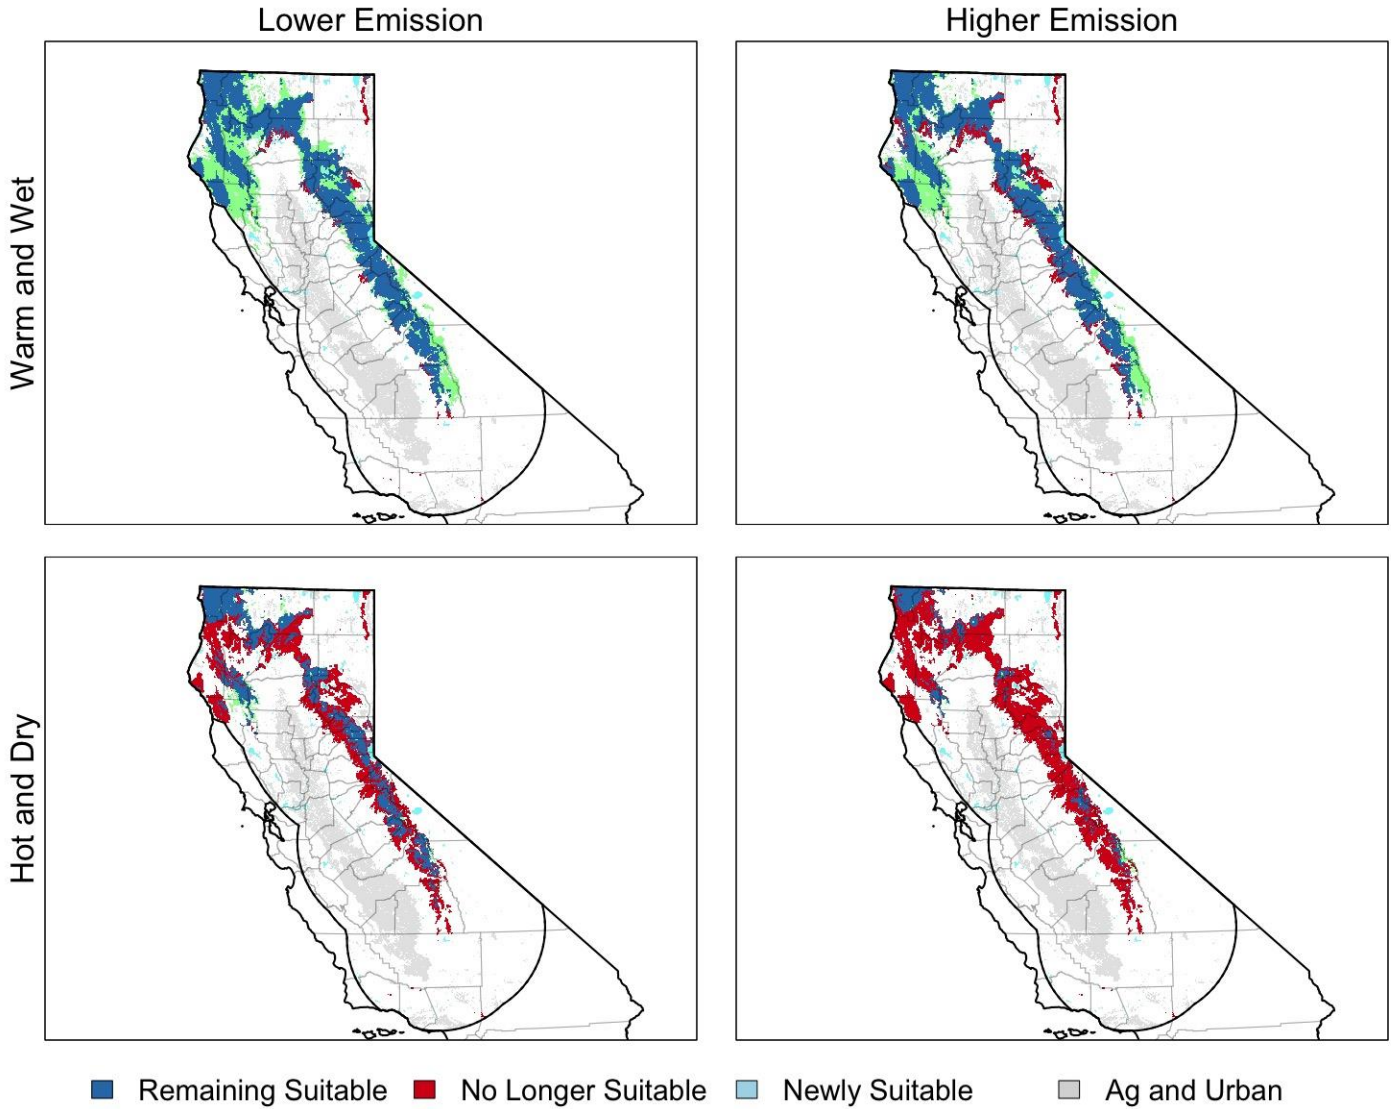 Lower Emission
Higher Emission
Warm and Wet
Hot and Dry
Remaining Suitable
No Longer Suitable
Newly Suitable
Ag and Urban